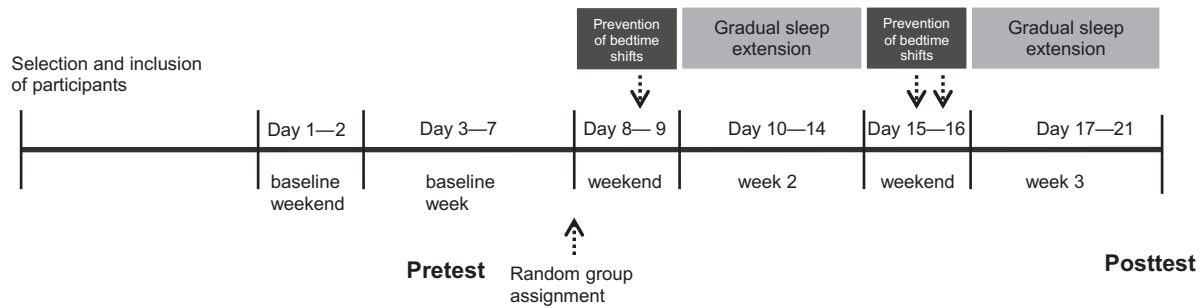 Prevention
of bedtime
shifts
Gradual sleep
extension
Prevention
of bedtime
shifts
Gradual sleep
extension
Selection and inclusion
of participants
Day 1—2
Day 3—7
Day 8— 9
Day 10—14
Day 15—16
Day 17—21
baseline
weekend
baseline
week
weekend
week 2
weekend
week 3
Pretest
Random group
assignment
Posttest